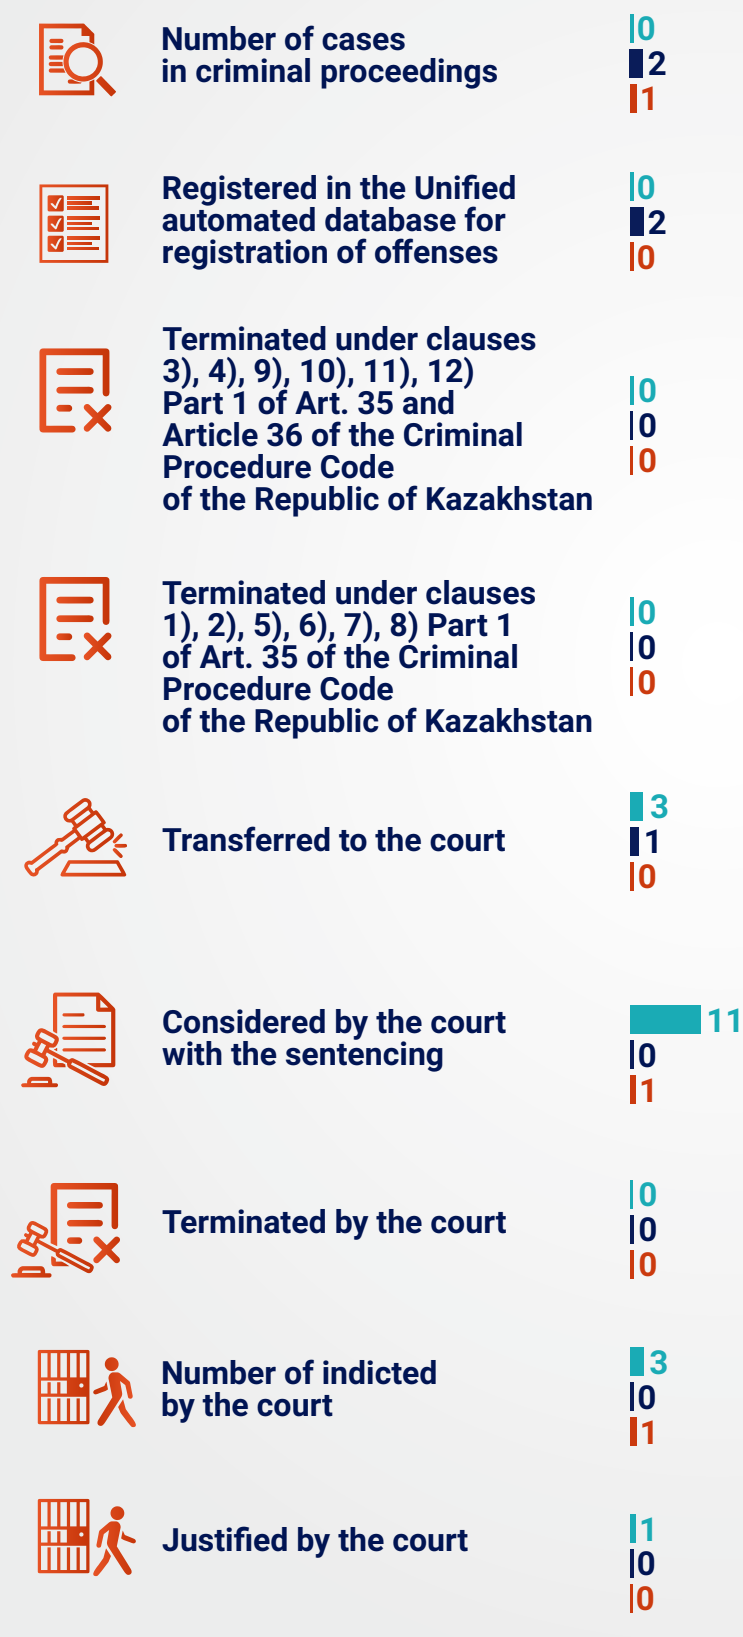 Number of cases
in criminal proceedings
0
2
1
Registered in the Unified
automated database for
registration of offenses
0
2
0
Terminated under clauses
3), 4), 9), 10), 11), 12)
Part 1 of Art. 35 and
Article 36 of the Criminal
Procedure Code
of the Republic of Kazakhstan
0
0
0
Terminated under clauses
1), 2), 5), 6), 7), 8) Part 1
of Art. 35 of the Criminal
Procedure Code
of the Republic of Kazakhstan
0
0
0
Transferred to the court
3
1
0
Considered by the court
with the sentencing
11
0
1
Terminated by the court
0
0
0
Number of indicted
by the court
3
0
1
Justified by the court
1
0
0